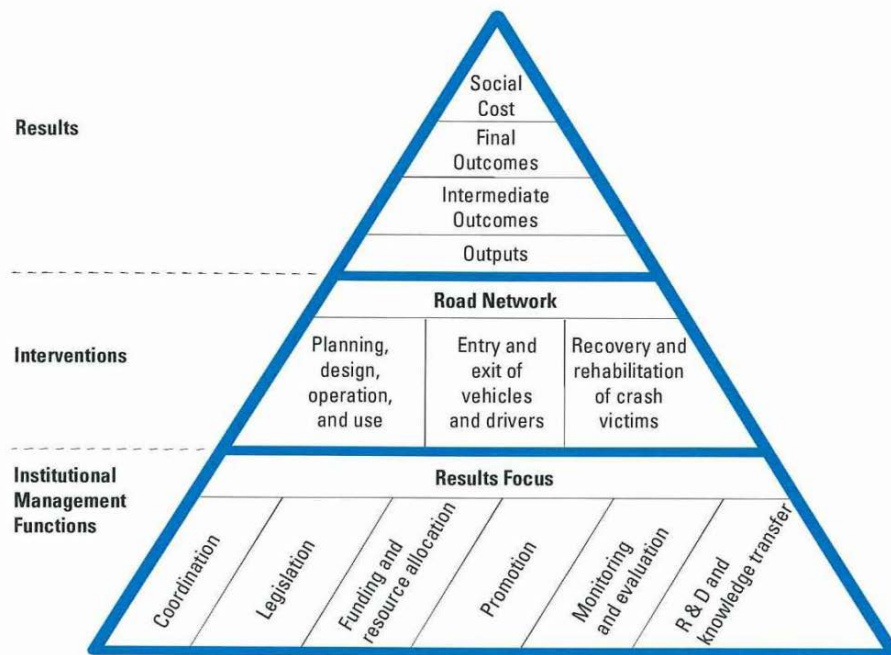 Results
Social
Cost
Final
Outcomes
Intermediate
Outcomes
Outputs
Interventions
Road Network
Planning,
design,
operation,
and use
Entry and
exit of
vehicles
and drivers
Recovery and
rehabilitation
of crash
victims
Institutional
Management
Functions
Results Focus
Coordination
Legislation
Funding and
resource allocation
Promotion
Monitoring
and evaluation
R & D and
knowledge transfer